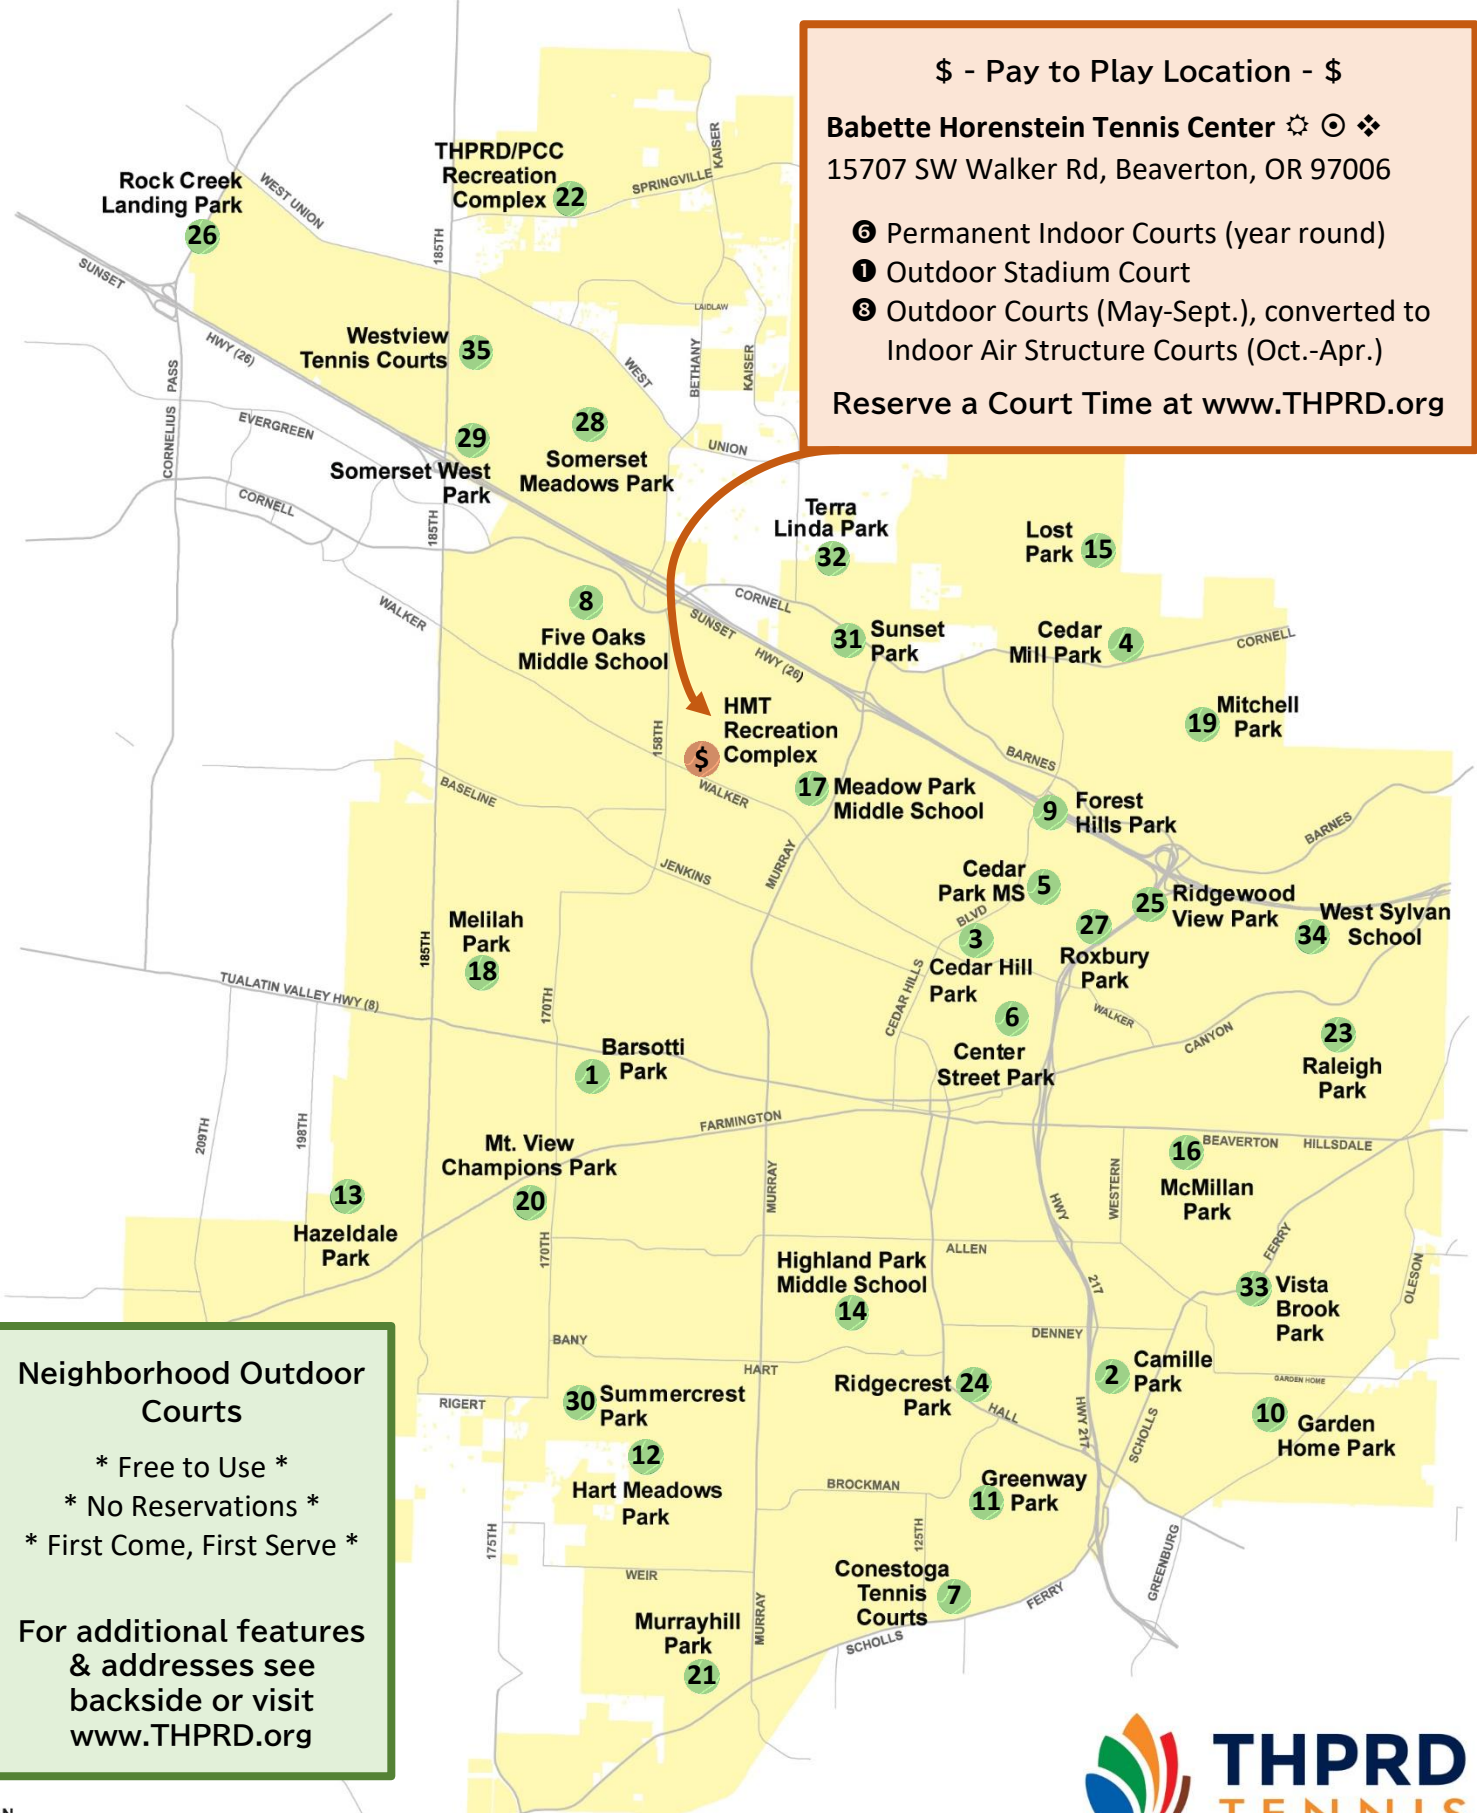 $ - Pay to Play Location - $
Babette Horenstein Tennis Center ☼ ⊙ ❖
15707 SW Walker Rd, Beaverton, OR 97006
❻ Permanent Indoor Courts (year round)
❶ Outdoor Stadium Court
❽ Outdoor Courts (May-Sept.), converted to
Indoor Air Structure Courts (Oct.-Apr.)
Reserve a Court Time at www.THPRD.org
THPRD/PCC
Recreation
Complex 22
SPRINGVILLE
KAISER
Rock Creek
Landing Park
26
WEST UNION
185TH
SUNSET
HWY (26)
LAIDLAW
Westview
Tennis Courts 35
WEST
BETHANY
KAISER
CORNELIUS PASS
EVERGREEN
29
Somerset West
Park
28
Somerset
Meadows Park
UNION
CORNELL
185TH
Terra
Linda Park
32
Lost
Park 15
WALKER
8
Five Oaks
Middle School
CORNELL
SUNSET
HWY (26)
31 Sunset
Park
Cedar
Mill Park 4
CORNELL
HMT
Recreation
Complex
$
158TH
WALKER
19 Mitchell
Park
BARNES
BASELINE
17 Meadow Park
Middle School
9 Forest
Hills Park
BARNES
JENKINS
MURRAY
Cedar
Park MS 5
BLVD
3
Cedar Hill
Park
CEDAR HILLS
25 Ridgewood
View Park
27
Roxbury
Park
West Sylvan
34 School
Melilah
Park
18
185TH
TUALATIN VALLEY HWY (8)
170TH
6
Center
Street Park
WALKER
CANYON
23
Raleigh
Park
Barsotti
1 Park
FARMINGTON
209TH
198TH
Mt. View
Champions Park
20
MURRAY
BEAVERTON HILLSDALE
16
McMillan
Park
WESTERN
13
Hazeldale
Park
170TH
HWY
217
ALLEN
FERRY
OLESON
Highland Park
Middle School
14
33 Vista
Brook
Park
BANY
HART
DENNEY
Ridgecrest 24
Park
HALL
2 Camille
Park
HWY 217
SCHOLLS
GARDEN HOME
10 Garden
Home Park
RIGERT
30 Summercrest
Park
12
Hart Meadows
Park
BROCKMAN
Greenway
11 Park
175TH
125TH
WEIR
Conestoga
Tennis
Courts 7
FERRY
GREENBURG
MURRAY
SCHOLLS
Murrayhill
Park
21
Neighborhood Outdoor
Courts
* Free to Use *
* No Reservations *
* First Come, First Serve *
For additional features
& addresses see
backside or visit
www.THPRD.org
THPRD
TENNIS
N